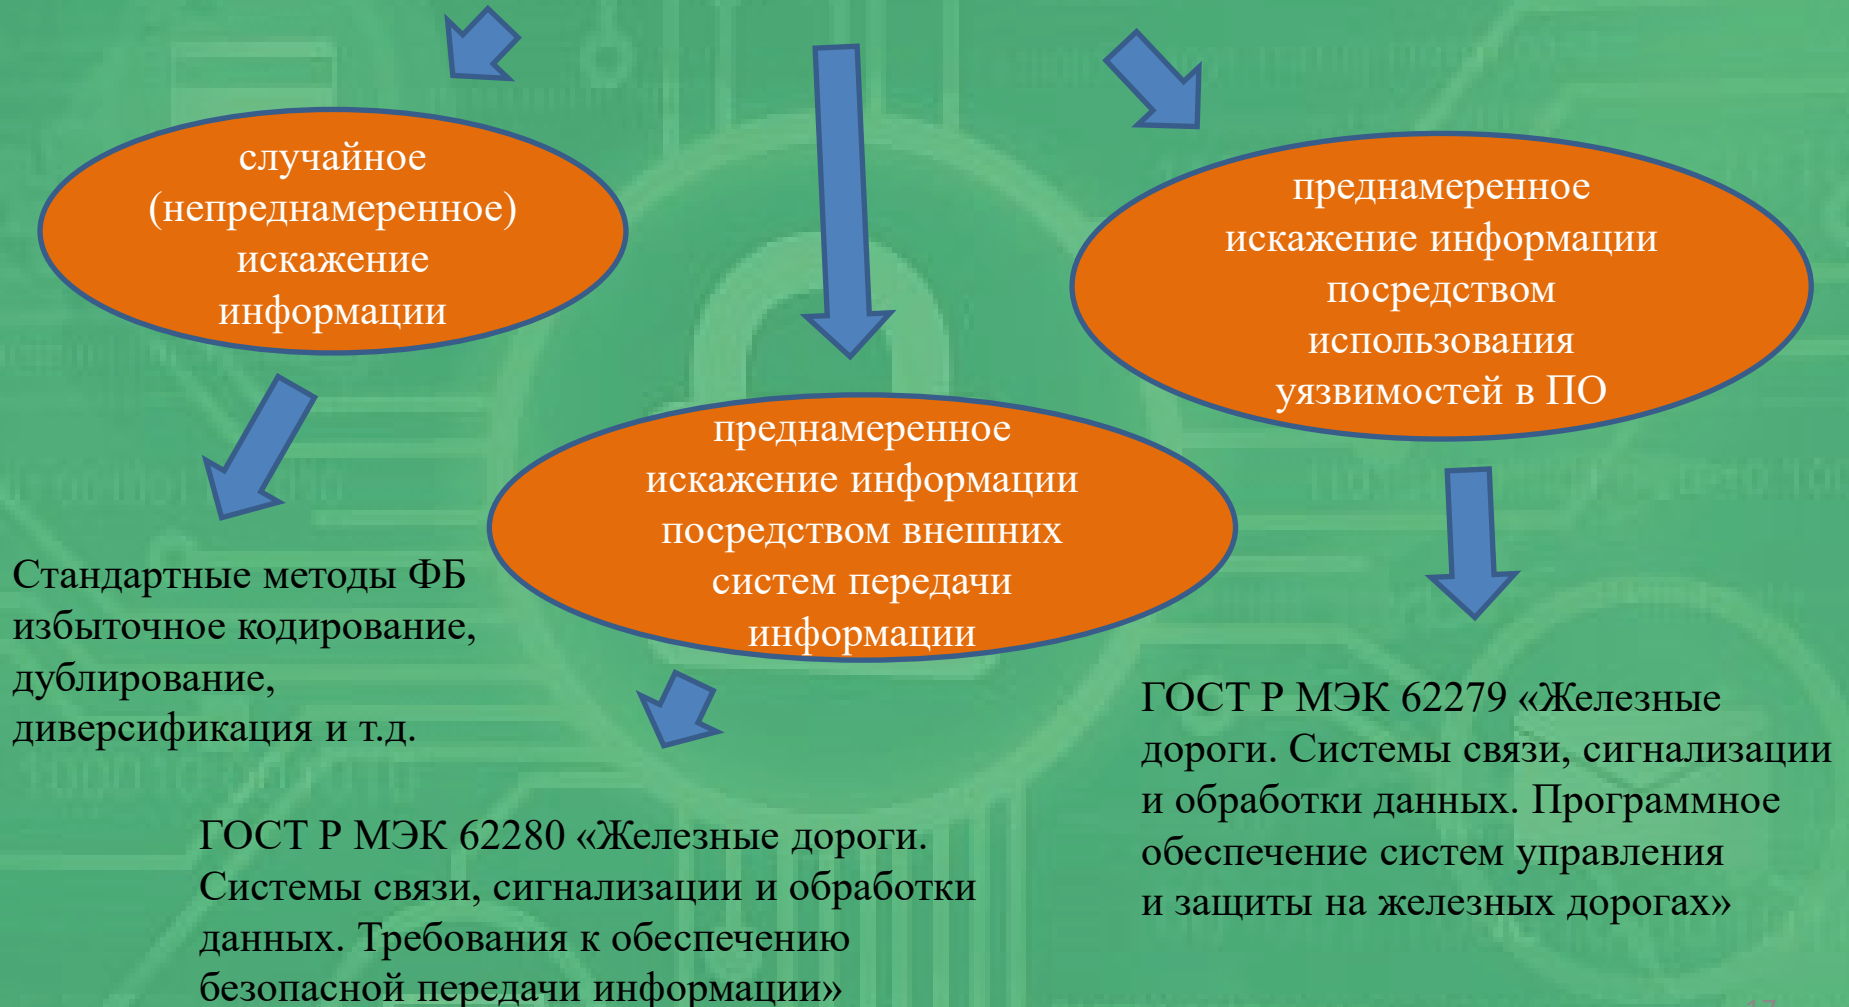 случайное
(непреднамеренное)
искажение
информации
преднамеренное
искажение информации
посредством внешних
систем передачи
информации
преднамеренное
искажение информации
посредством
использования
уязвимостей в ПО
Стандартные методы ФБ
избыточное кодирование,
дублирование,
диверсификация и т.д.
ГОСТ Р МЭК 62280 «Железные дороги.
Системы связи, сигнализации и обработки
данных. Требования к обеспечению
безопасной передачи информации»
ГОСТ Р МЭК 62279 «Железные
дороги. Системы связи, сигнализации
и обработки данных. Программное
обеспечение систем управления
и защиты на железных дорогах»
17